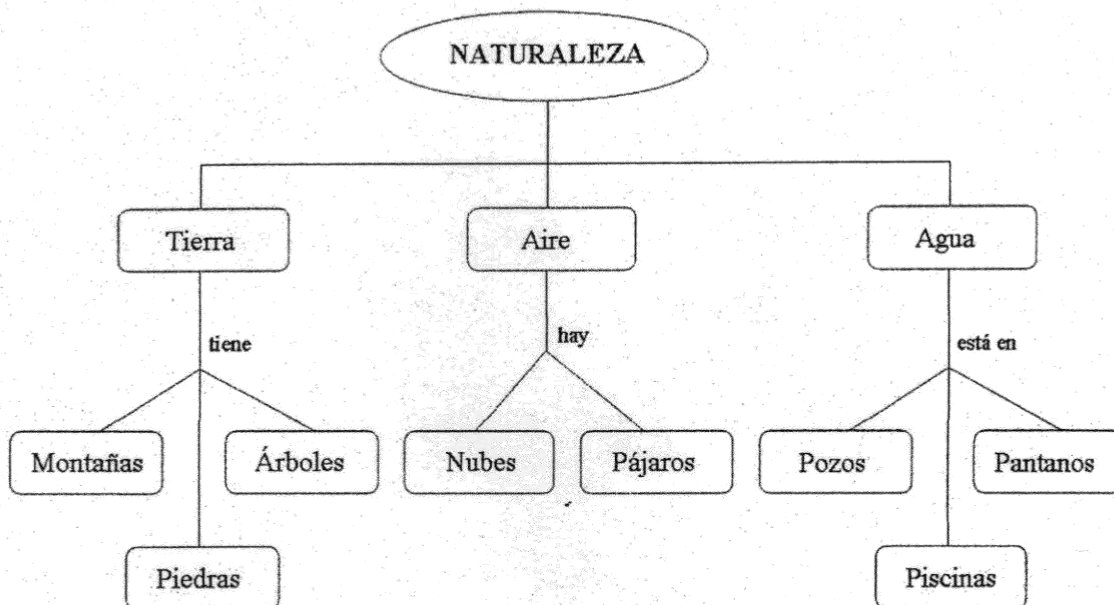 NATURALEZA
Tierra
Aire
Agua
tiene
hay
está en
Montañas
Árboles
Nubes
Pájaros
Pozos
Pantanos
Piedras
Piscinas